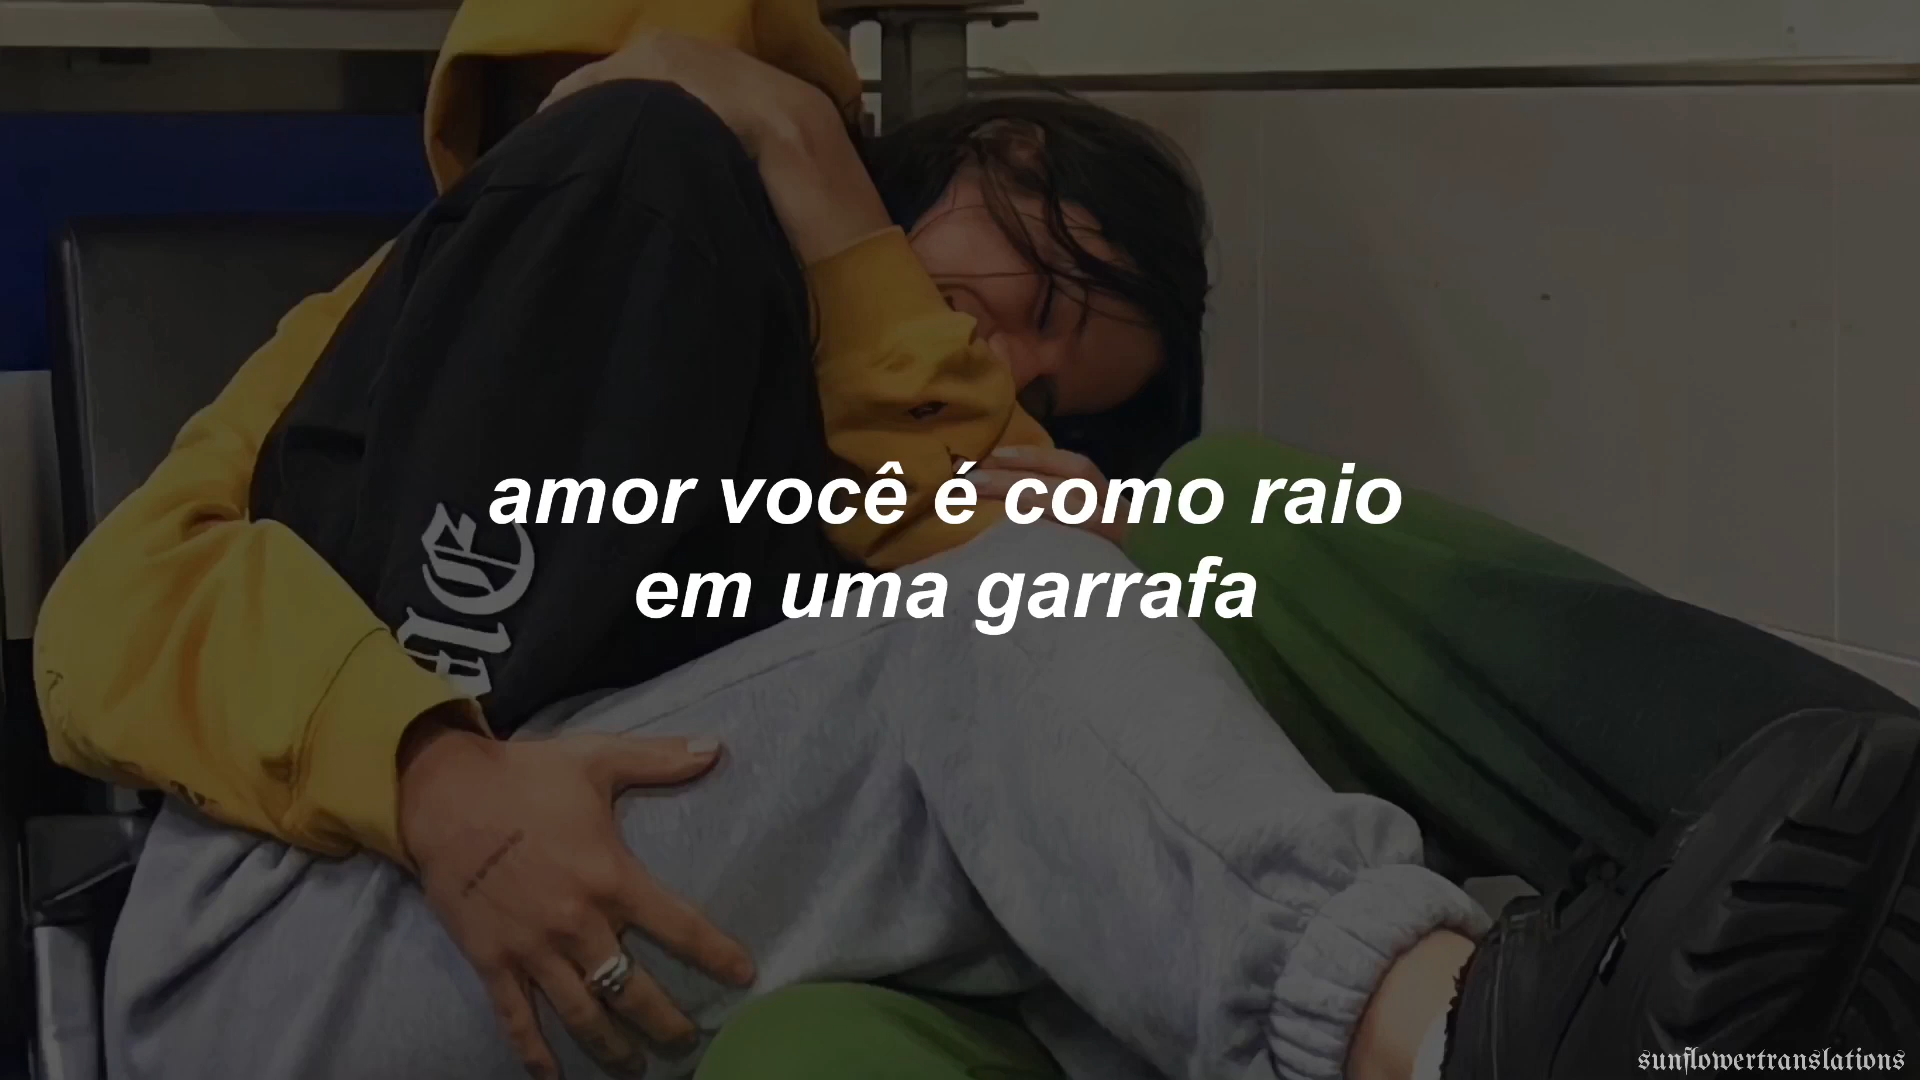 amor você é como raio
em uma garrafa
sunflowertranslations